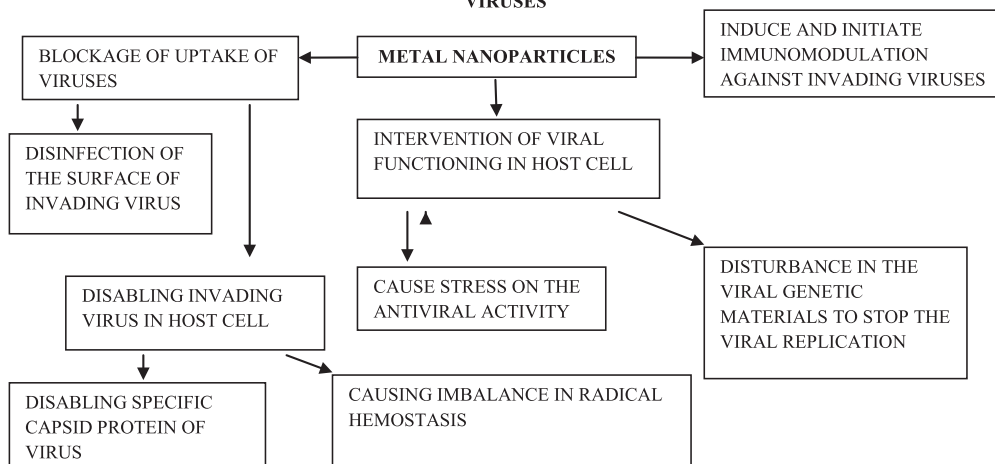 VIRUSES
BLOCKAGE OF UPTAKE OF
VIRUSES
METAL NANOPARTICLES
INDUCE AND INITIATE
IMMUNOMODULATION
AGAINST INVADING VIRUSES
DISINFECTION OF
THE SURFACE OF
INVADING VIRUS
INTERVENTION OF VIRAL
FUNCTIONING IN HOST CELL
DISABLING INVADING
VIRUS IN HOST CELL
CAUSE STRESS ON THE
ANTIVIRAL ACTIVITY
DISTURBANCE IN THE
VIRAL GENETIC
MATERIALS TO STOP THE
VIRAL REPLICATION
DISABLING SPECIFIC
CAPSID PROTEIN OF
VIRUS
CAUSING IMBALANCE IN RADICAL
HEMOSTASIS